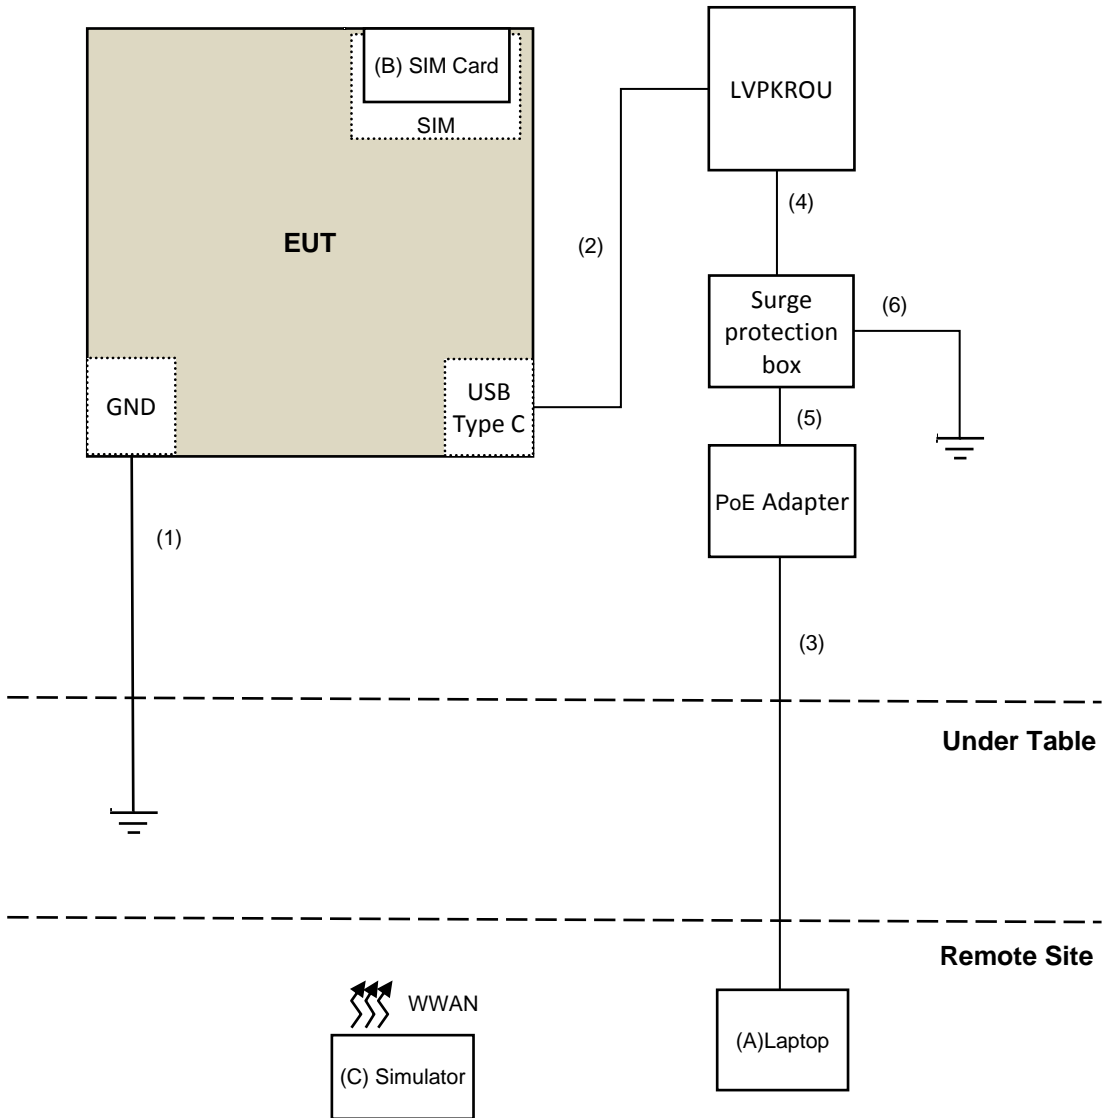 (B) SIM Card
SIM
LVPKROU
EUT
(2)
(4)
Surge
protection
box
(6)
GND
USB
Type C
(5)
PoE Adapter
(1)
(3)
Under Table
Remote Site
WWAN
(C) Simulator
(A)Laptop